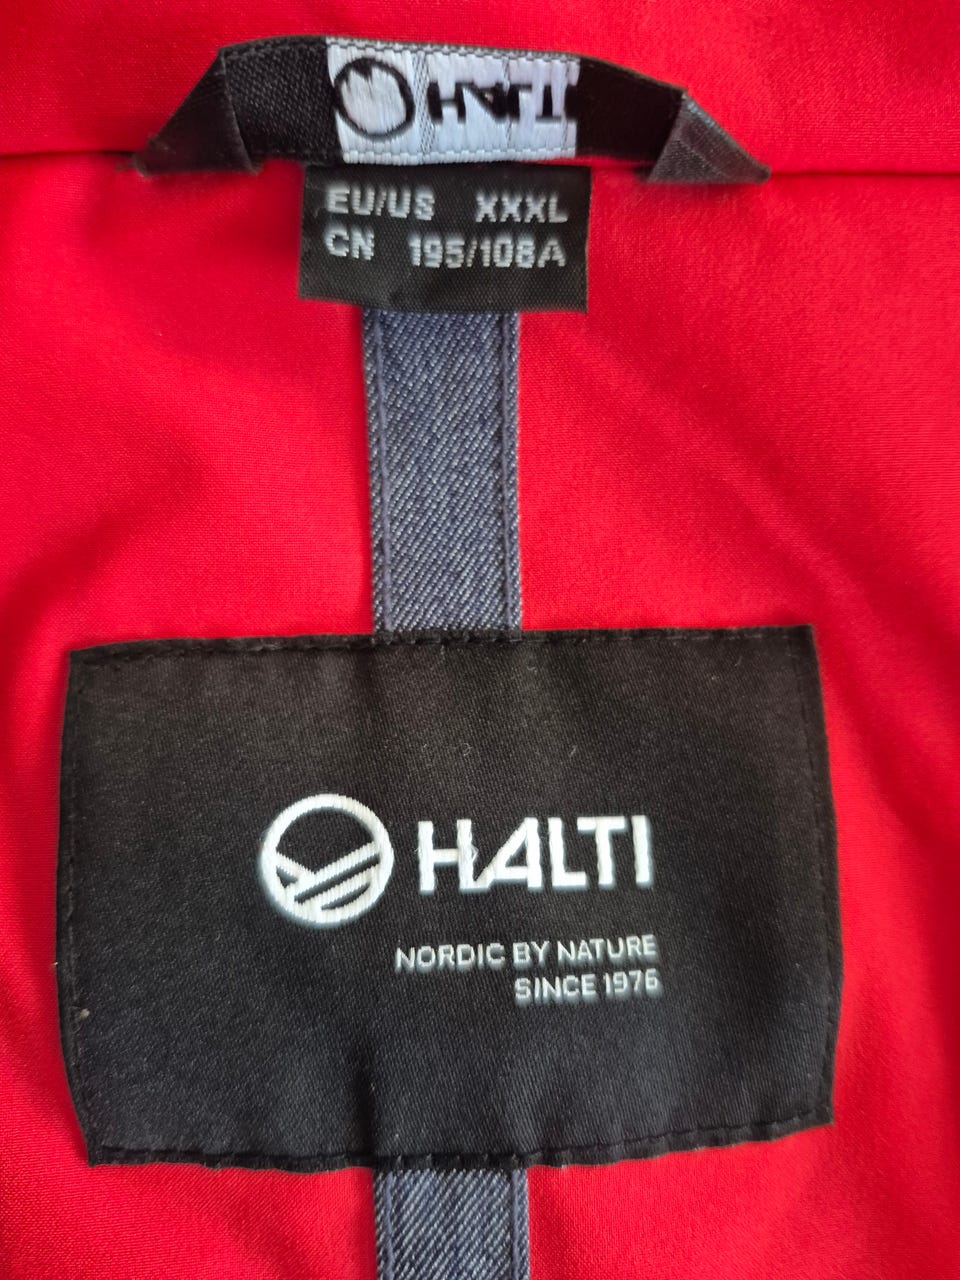 HALTI
EU/US XXXL
CN 195/108A
HALTI
NORDIC BY NATURE
SINCE 1976